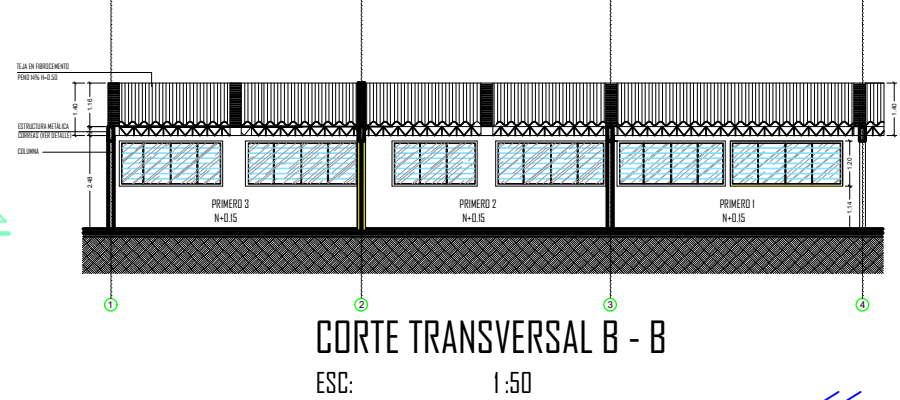 TEJA EN FIBROCEMENTO
PEND 14% H=0.50
1.40
1.16
1.40
ESTRUCTURA METÁLICA
CORREAS (VER DETALLE)
COLUMNA
2.48
1.20
1.14
PRIMERO 3
N+0.15
PRIMERO 2
N+0.15
PRIMERO 1
N+0.15
1
2
3
4
CORTE TRANSVERSAL B - B
ESC: 1 :50